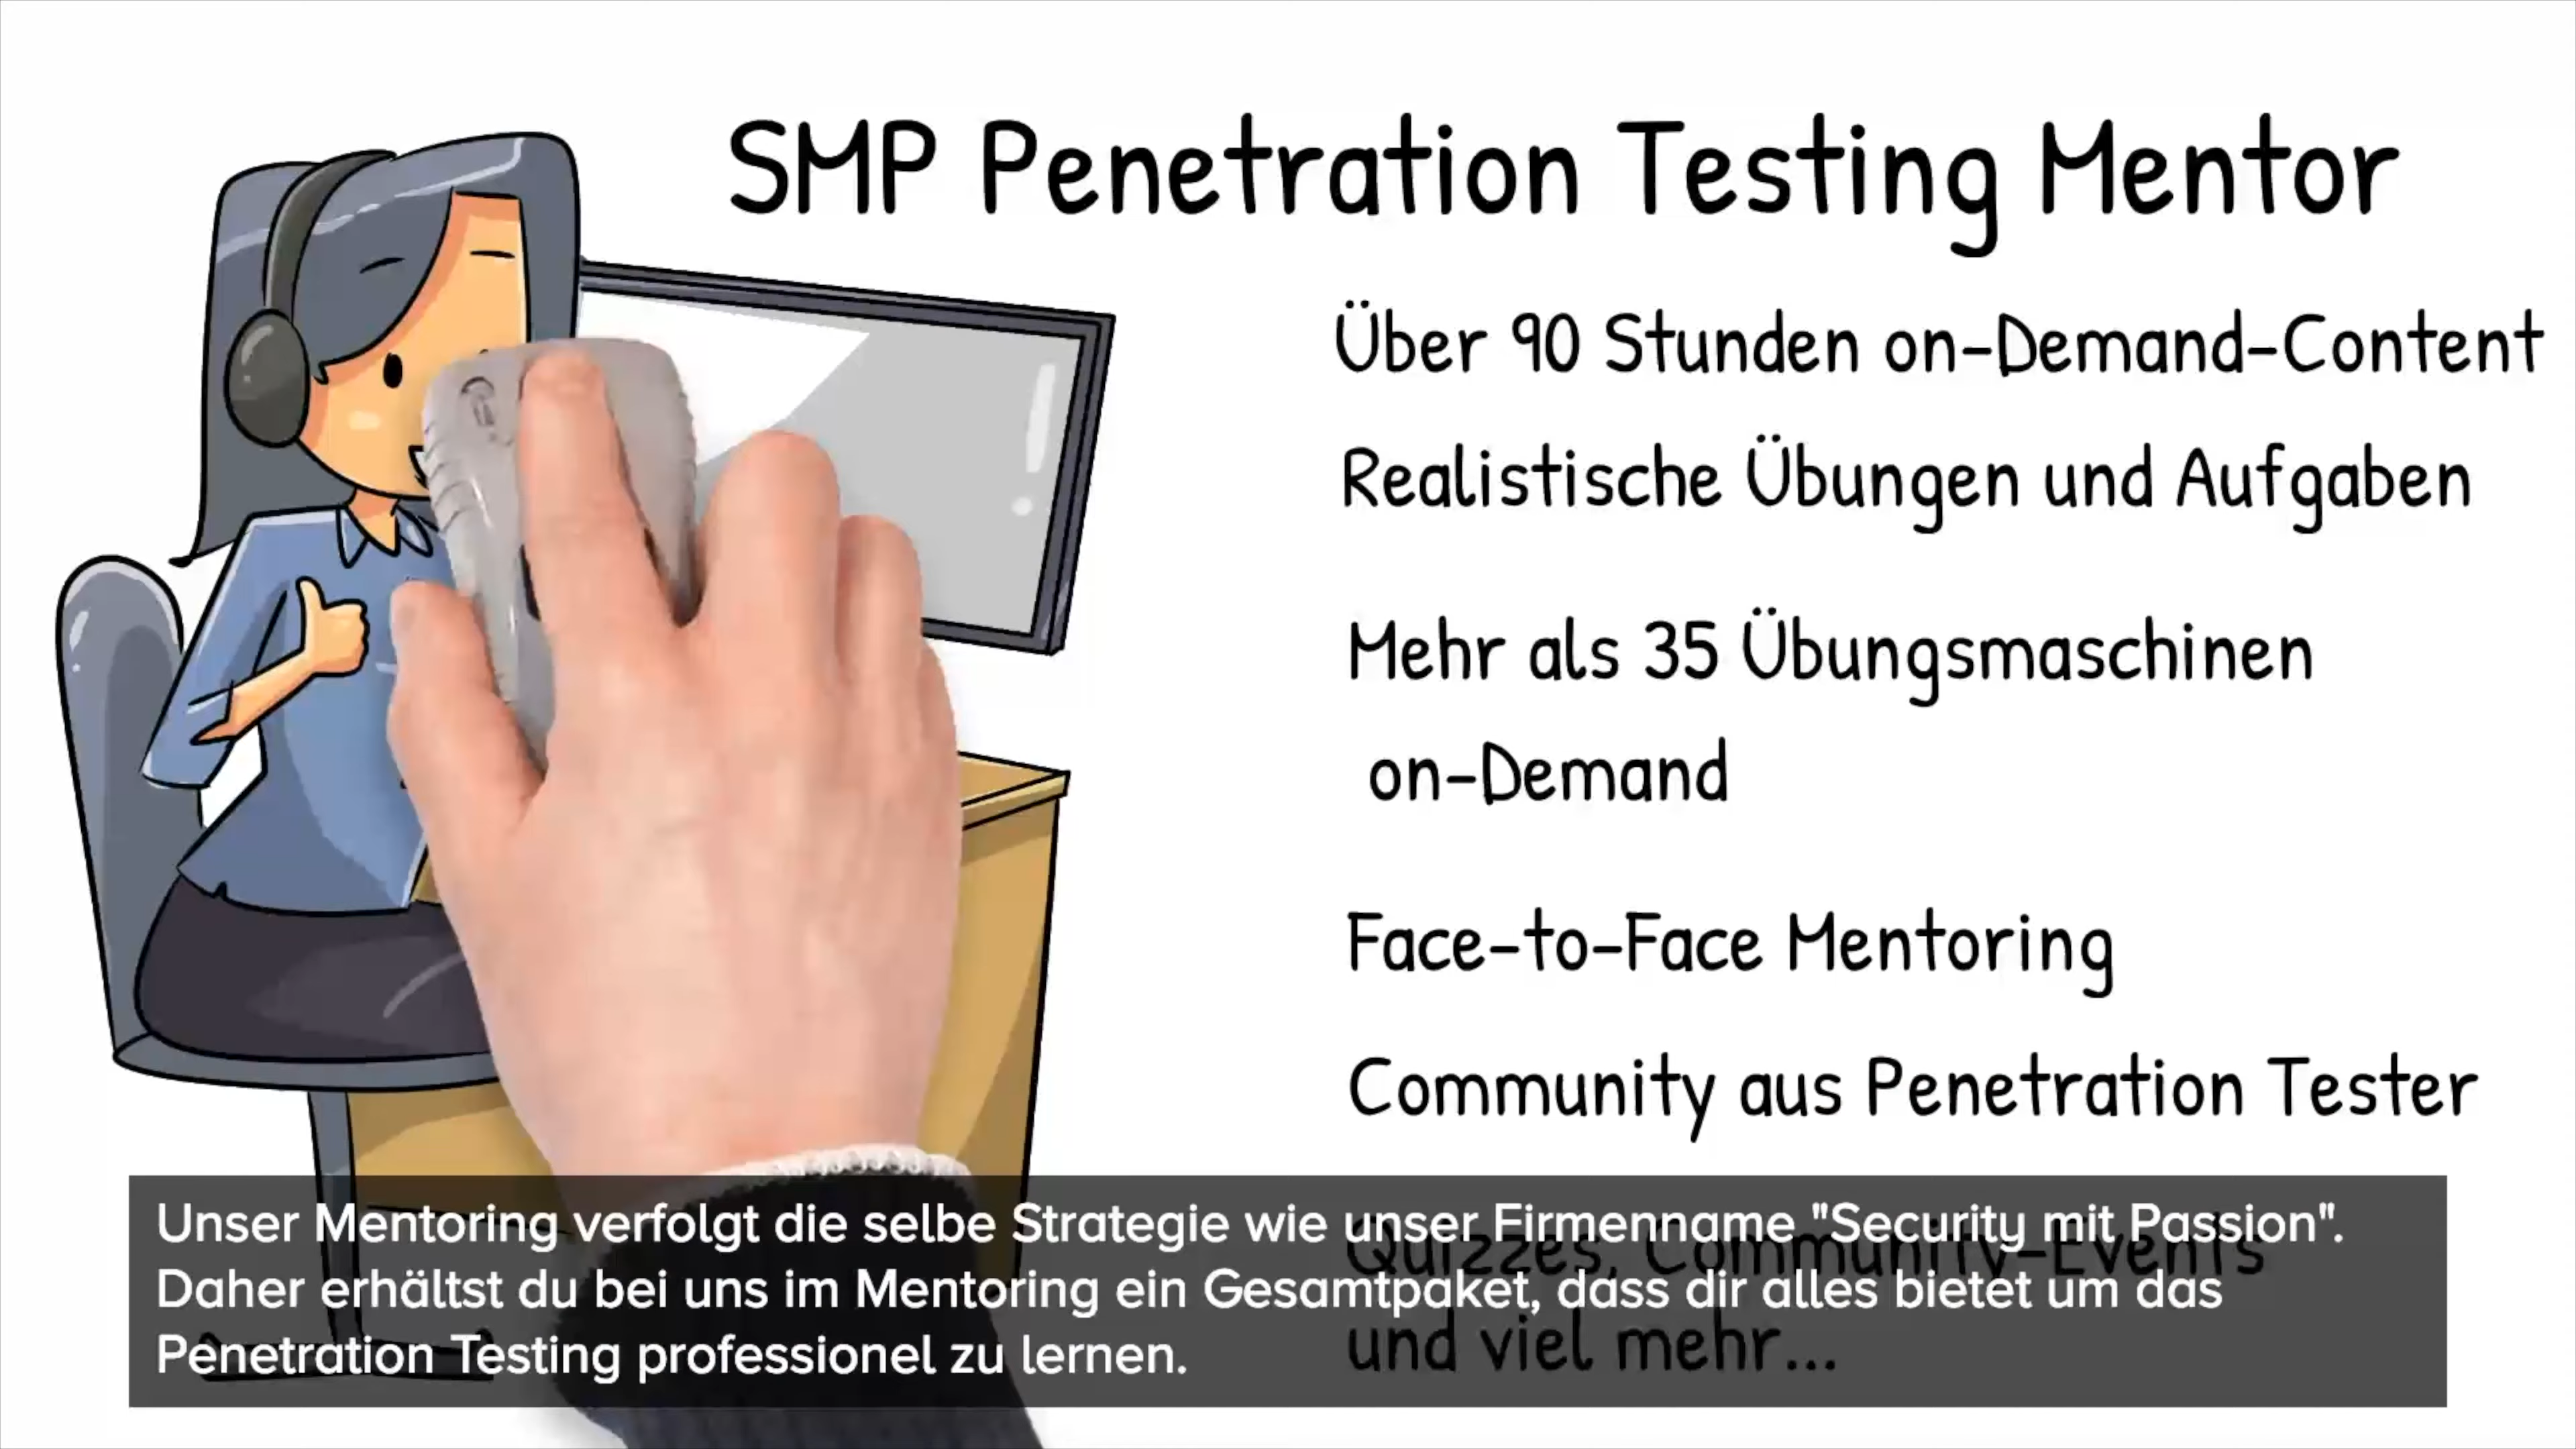 SMP Penetration Testing Mentor
Über 90 Stunden on-Demand-Content
Realistische Übungen und Aufgaben
Mehr als 35 Übungsmaschinen
on-Demand
Face-to-Face Mentoring
Community aus Penetration Tester
Quizzes, Community-Events
und viel mehr...
Unser Mentoring verfolgt die selbe Strategie wie unser Firmenname "Security mit Passion".
Daher erhältst du bei uns im Mentoring ein Gesamtpaket, dass dir alles bietet um das
Penetration Testing professionel zu lernen.